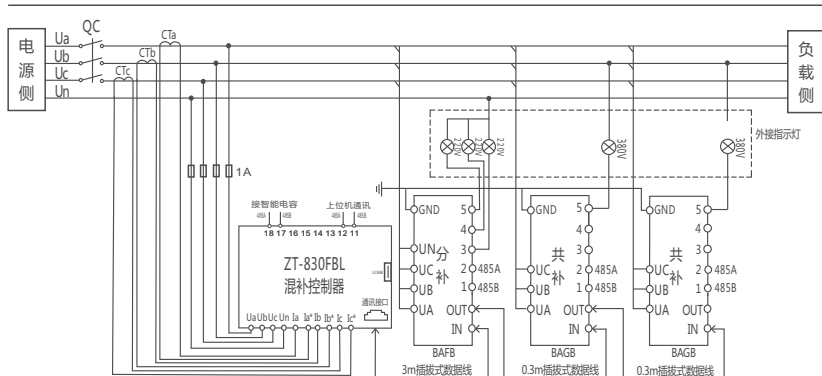 电源侧
Ua
Ub
Uc
Un
QC
CTa
CTb
CTc
负载侧
220V
220V
220V
380V
380V
外接指示灯
1A
接智能电容
上位机通讯
485A
485B
485A
485B
18 17 16 15 14 13 12 11
ZT-830FBL
混补控制器
USB
通讯接口
Ua Ub Uc Un Ia Ia* Ib Ib* Ic Ic*
GND
5
4
UN
3
UC
2
485A
UB
1
485B
UA
OUT
IN
分补
BAFB
3m插拔式数据线
GND
5
4
3
UC
2
485A
UB
1
485B
UA
OUT
IN
共补
BAGB
0.3m插拔式数据线
GND
5
4
3
UC
2
485A
UB
1
485B
UA
OUT
IN
共补
BAGB
0.3m插拔式数据线